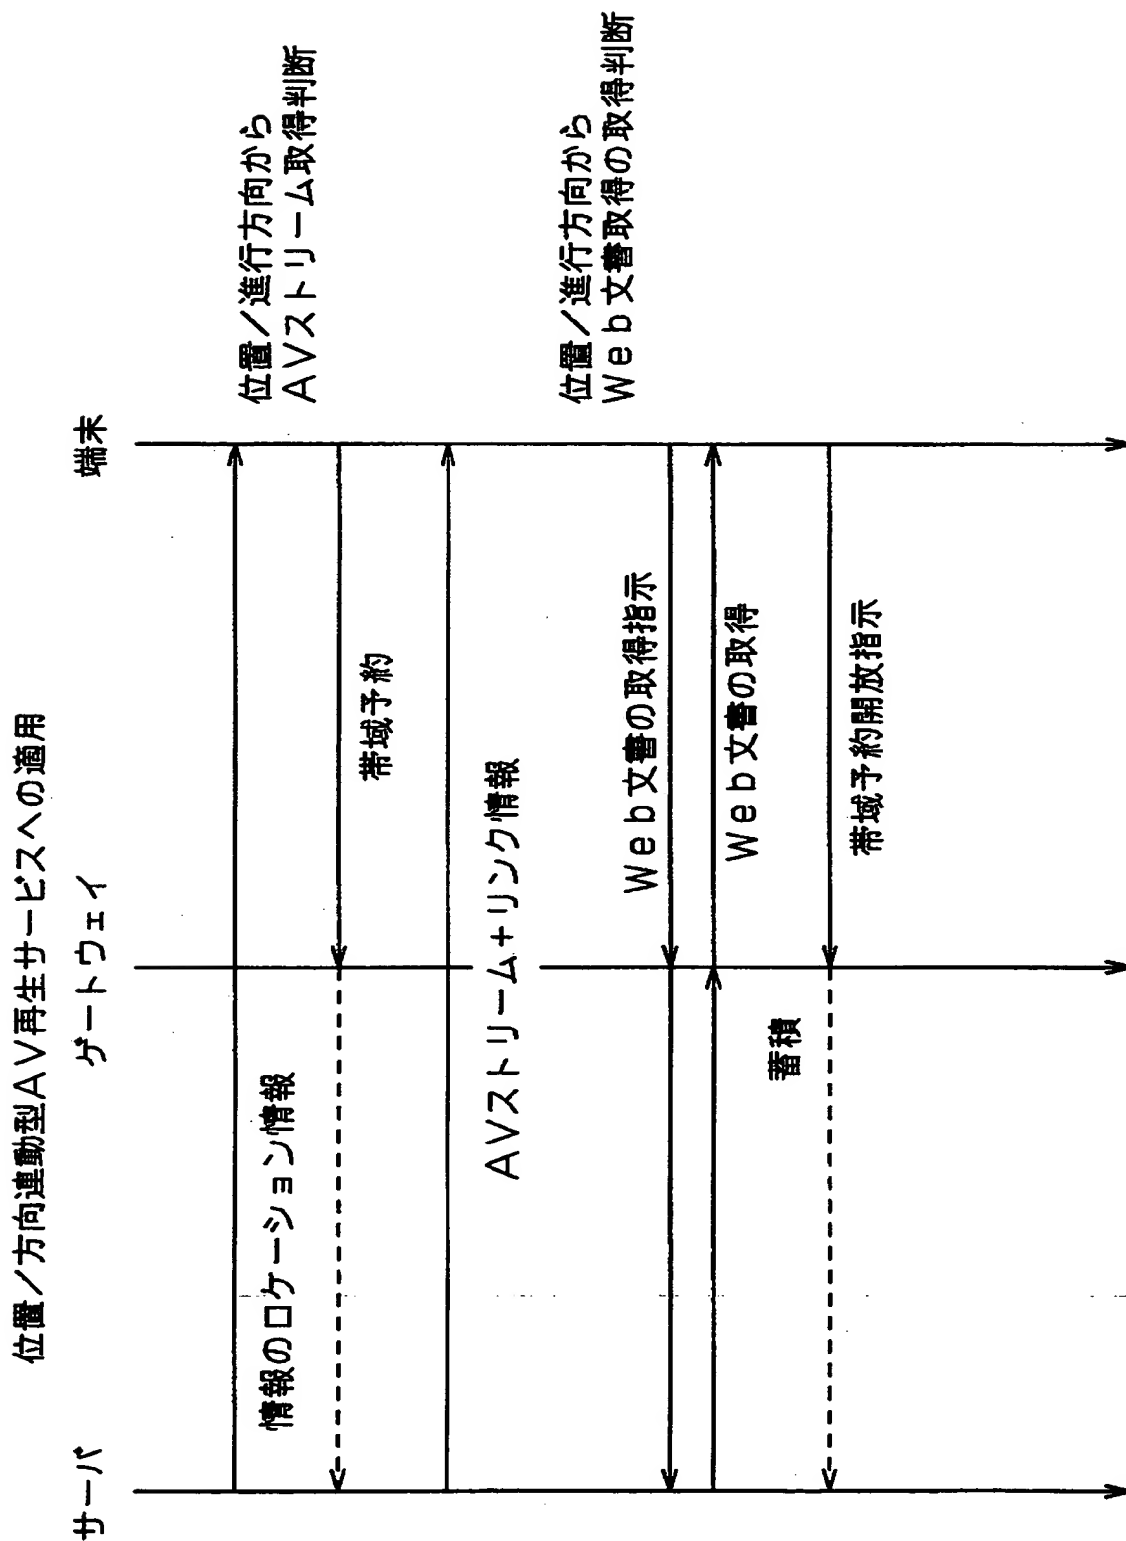 位置／方向連動型AV再生サービスへの適用
サーバ
ゲートウェイ
端末
情報のロケーション情報
位置／進行方向から
AVストリーム取得判断
帯域予約
AVストリーム+リンク情報
位置／進行方向から
Web文書取得の取得判断
Web文書の取得指示
Web文書の取得
蓄積
帯域予約開放指示